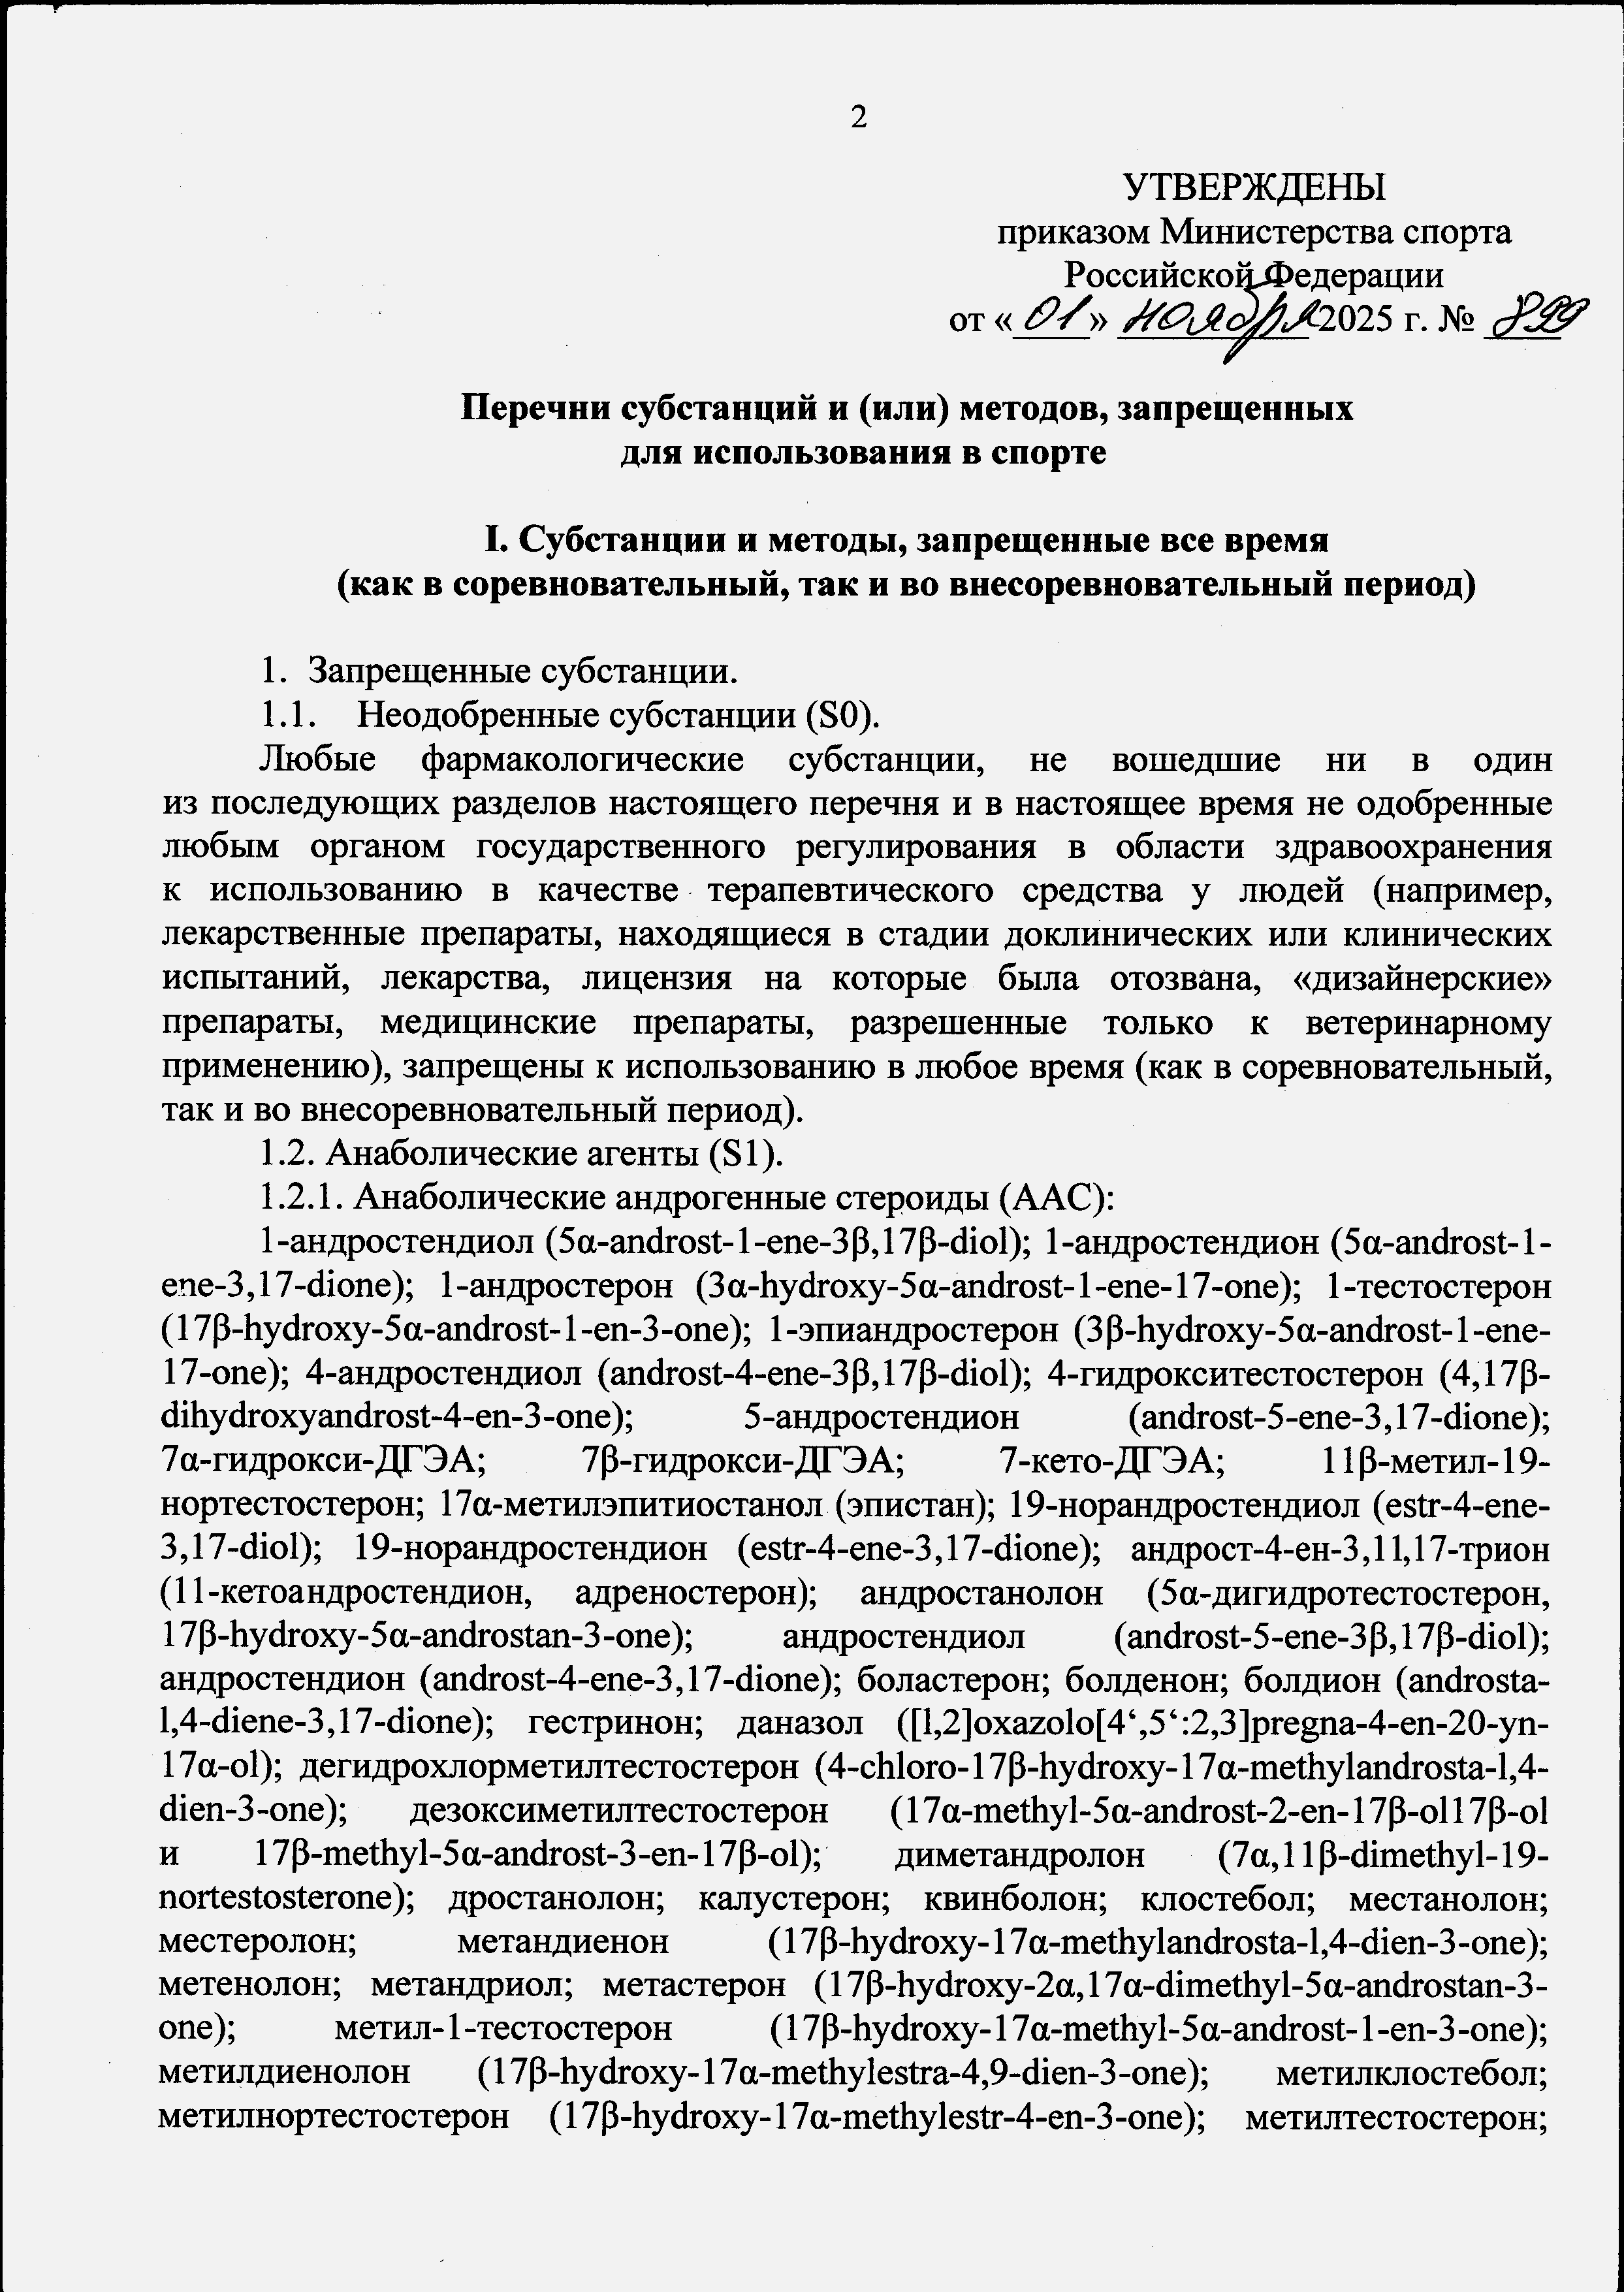 2
УТВЕРЖДЕНЫ
приказом Министерства спорта
Российской Федерации
от «01» ноября 2025 г. № 899
Перечни субстанций и (или) методов, запрещенных
для использования в спорте
I. Субстанции и методы, запрещенные все время
(как в соревновательный, так и во внесоревновательный период)
1. Запрещенные субстанции.
1.1. Неодобренные субстанции (S0).
Любые фармакологические субстанции, не вошедшие ни в один
из последующих разделов настоящего перечня и в настоящее время не одобренные
любым органом государственного регулирования в области здравоохранения
к использованию в качестве терапевтического средства у людей (например,
лекарственные препараты, находящиеся в стадии доклинических или клинических
испытаний, лекарства, лицензия на которые была отозвана, «дизайнерские»
препараты, медицинские препараты, разрешенные только к ветеринарному
применению), запрещены к использованию в любое время (как в соревновательный,
так и во внесоревновательный период).
1.2. Анаболические агенты (S1).
1.2.1. Анаболические андрогенные стероиды (ААС):
1-андростендиол (5α-androst-1-ene-3β,17β-diol); 1-андростендион (5α-androst-1-
ene-3,17-dione); 1-андростерон (3α-hydroxy-5α-androst-1-ene-17-one); 1-тестостерон
(17β-hydroxy-5α-androst-1-en-3-one); 1-эпиандростерон (3β-hydroxy-5α-androst-1-ene-
17-one); 4-андростендиол (androst-4-ene-3β,17β-diol); 4-гидрокситестостерон (4,17β-
dihydroxyandrost-4-en-3-one); 5-андростендион (androst-5-ene-3,17-dione);
7α-гидрокси-ДГЭА; 7β-гидрокси-ДГЭА; 7-кето-ДГЭА; 11β-метил-19-
нортестостерон; 17α-метилэпитиостанол (эпистан); 19-норандростендиол (estr-4-ene-
3,17-diol); 19-норандростендион (estr-4-ene-3,17-dione); андрост-4-ен-3,11,17-трион
(11-кетоандростендион, адреностерон); андростанолон (5α-дигидротестостерон,
17β-hydroxy-5α-androstan-3-one); андростендиол (androst-5-ene-3β,17β-diol);
андростендион (androst-4-ene-3,17-dione); боластерон; болденон; болдион (androsta-
l,4-diene-3,17-dione); гестринон; даназол ([l,2]oxazolo[4‘,5‘:2,3]pregna-4-en-20-yn-
17α-ol); дегидрохлорметилтестостерон (4-chloro-17β-hydroxy-17α-methylandrosta-l,4-
dien-3-one); дезоксиметилтестостерон (17α-methyl-5α-androst-2-en-17β-ol17β-ol
и 17β-methyl-5α-androst-3-en-17β-ol); диметандролон (7α,11β-dimethyl-19-
nortestosterone); дростанолон; калустерон; квинболон; клостебол; местанолон;
местеролон; метандиенон (17β-hydroxy-17α-methylandrosta-l,4-dien-3-one);
метенолон; метандриол; метастерон (17β-hydroxy-2α,17α-dimethyl-5α-androstan-3-
one); метил-1-тестостерон (17β-hydroxy-17α-methyl-5α-androst-1-en-3-one);
метилдиенолон (17β-hydroxy-17α-methylestra-4,9-dien-3-one); метилклостебол;
метилнортестостерон (17β-hydroxy-17α-methylestr-4-en-3-one); метилтестостерон;